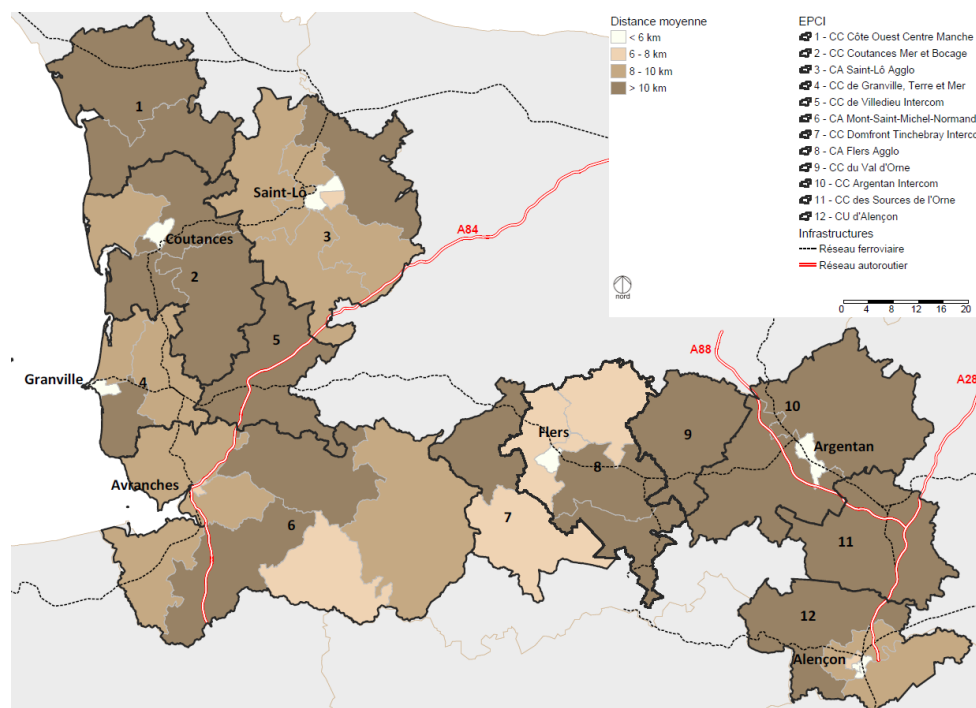 Distance moyenne
< 6 km
6 - 8 km
8 - 10 km
> 10 km
EPCI
1 - CC Côte Ouest Centre Manche
2 - CC Coutances Mer et Bocage
3 - CA Saint-Lô Agglo
4 - CC de Granville, Terre et Mer
5 - CC de Villedieu Intercom
6 - CA Mont-Saint-Michel-Normand
7 - CC Domfront Tinchebray Interco
8 - CA Flers Agglo
9 - CC du Val d'Orne
10 - CC Argentan Intercom
11 - CC des Sources de l'Orne
12 - CU d'Alençon
Infrastructures
Réseau ferroviaire
Réseau autoroutier
nord
0 4 8 12 16 20
1
Saint-Lô
3
A84
Coutances
2
5
Granville
4
A88
A28
10
Flers
9
Argentan
8
Avranches
6
7
11
12
Alençon